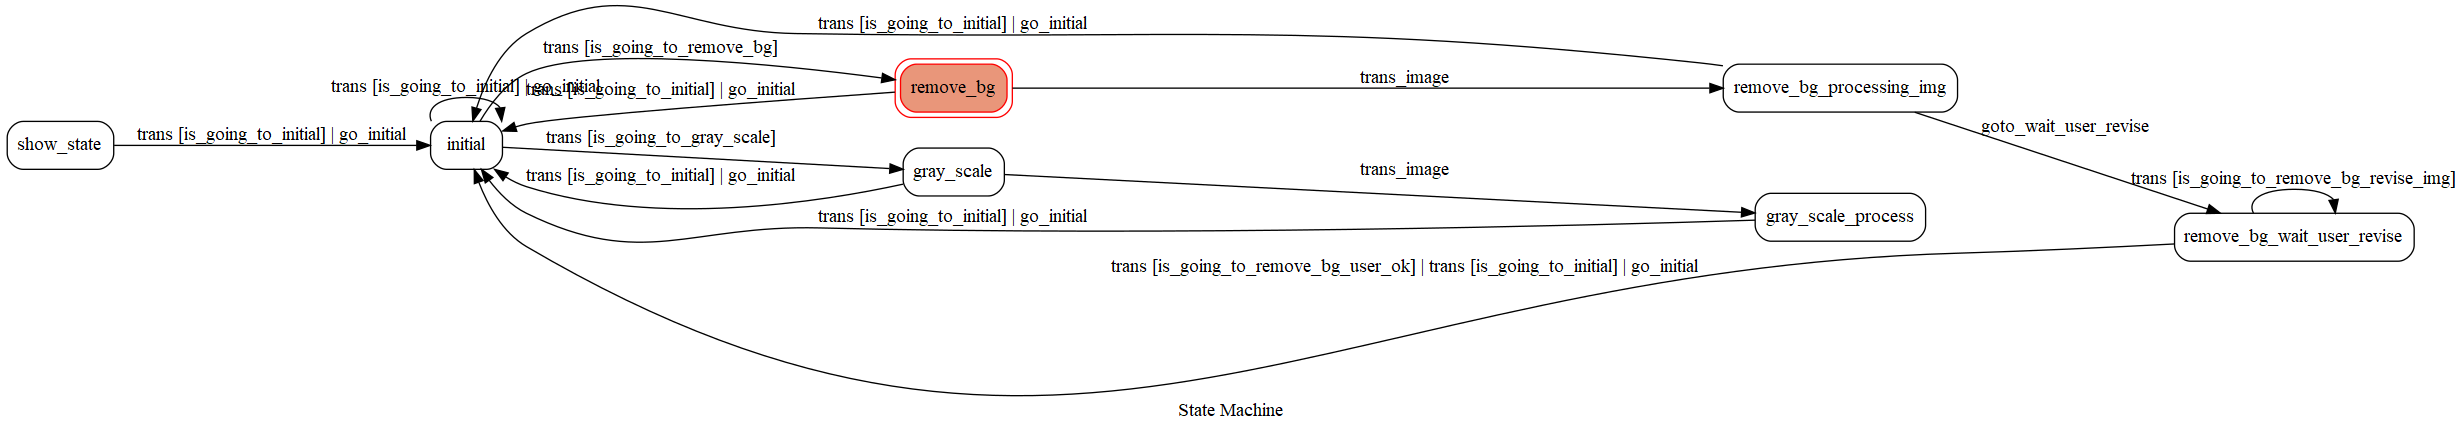 trans [is_going_to_initial] | go_initial
trans [is_going_to_remove_bg]
trans [is_going_to_initial] | go_initial
trans [is_going_to_initial] | go_initial
remove_bg
trans_image
remove_bg_processing_img
show_state
trans [is_going_to_initial] | go_initial
initial
trans [is_going_to_gray_scale]
goto_wait_user_revise
trans [is_going_to_initial] | go_initial
gray_scale
trans_image
trans [is_going_to_remove_bg_revise_img]
trans [is_going_to_initial] | go_initial
gray_scale_process
remove_bg_wait_user_revise
trans [is_going_to_remove_bg_user_ok] | trans [is_going_to_initial] | go_initial
State Machine